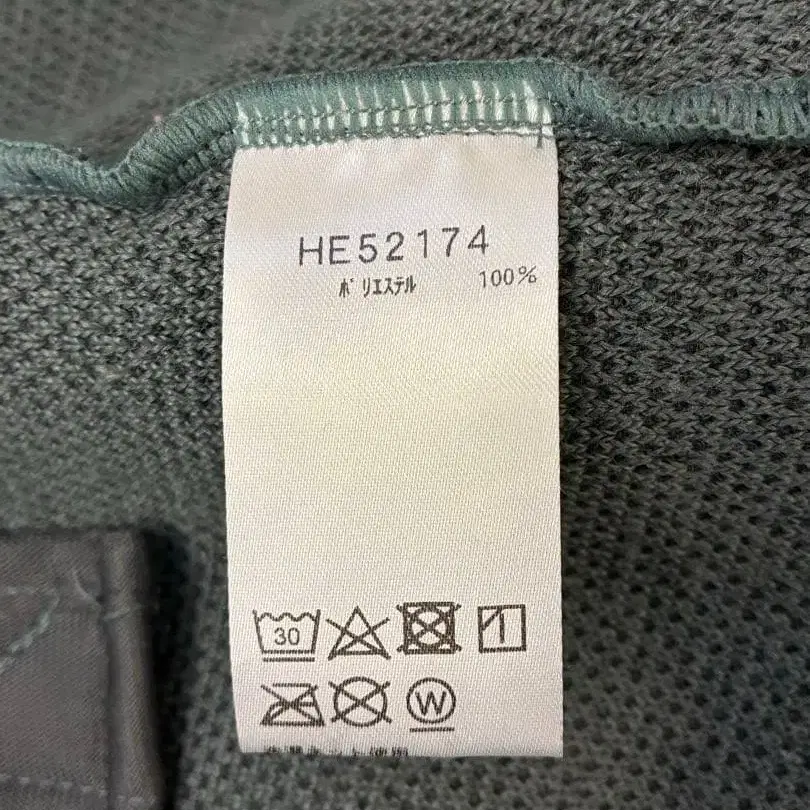 HE52174
ﾎﾟﾘｴｽﾃﾙ 100%
30
W